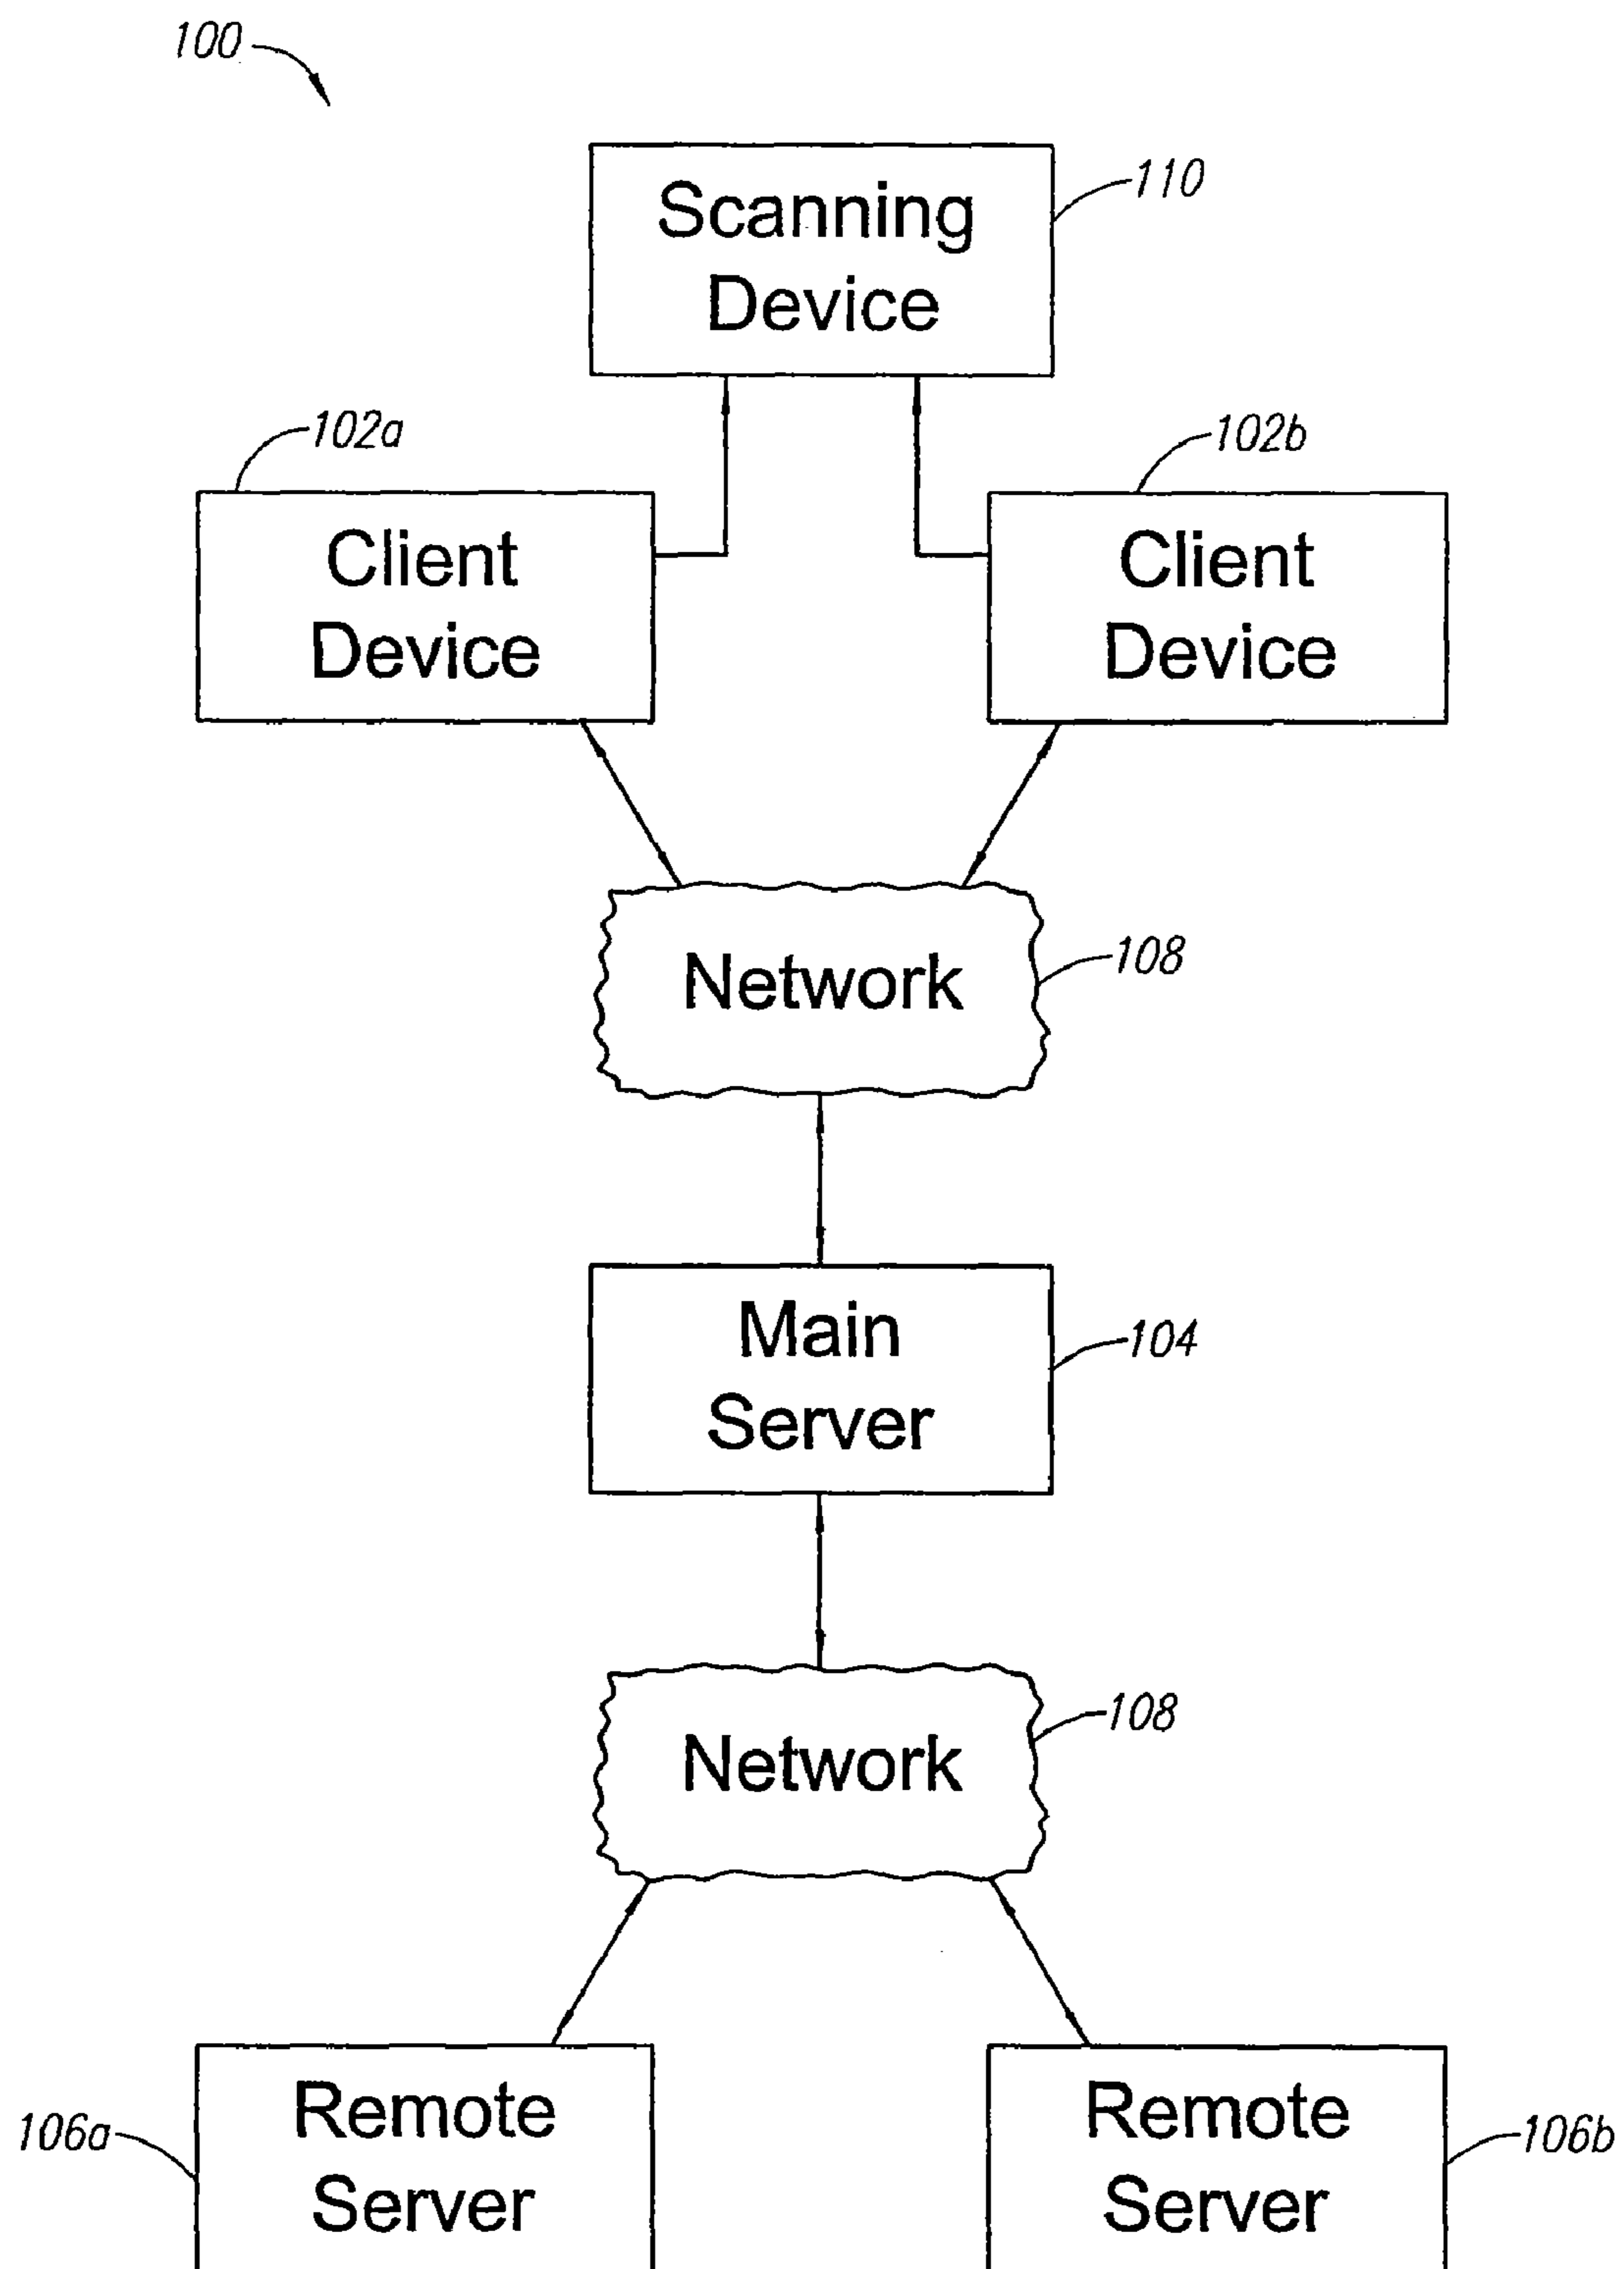 100
Scanning
Device
110
102a
Client
Device
102b
Client
Device
Network
108
Main
Server
104
Network
108
106a
Remote
Server
Remote
Server
106b